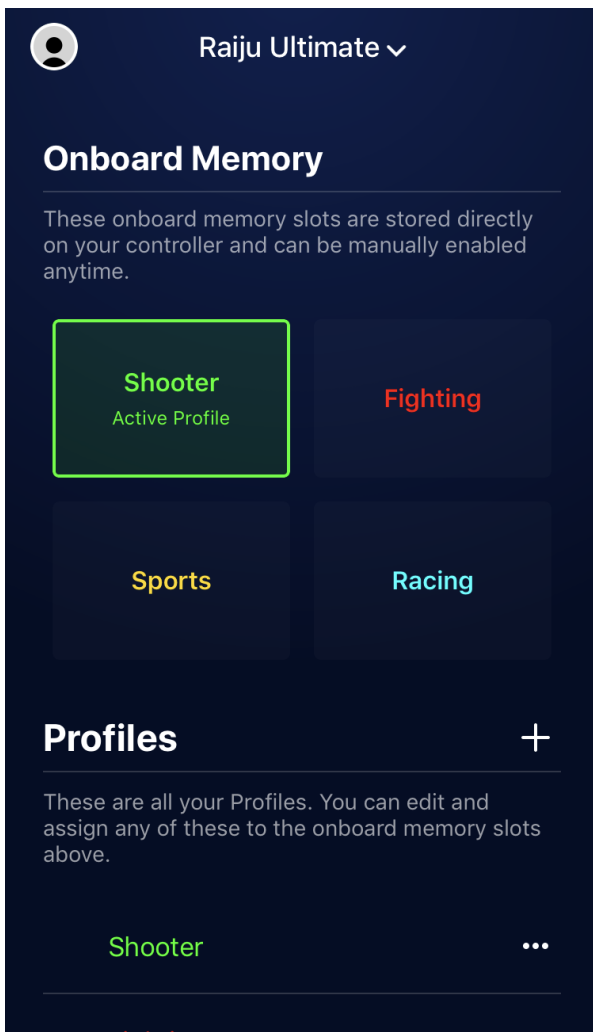 Raiju Ultimate
Onboard Memory
These onboard memory slots are stored directly
on your controller and can be manually enabled
anytime.
Shooter
Active Profile
Fighting
Sports
Racing
Profiles
These are all your Profiles. You can edit and
assign any of these to the onboard memory slots
above.
Shooter